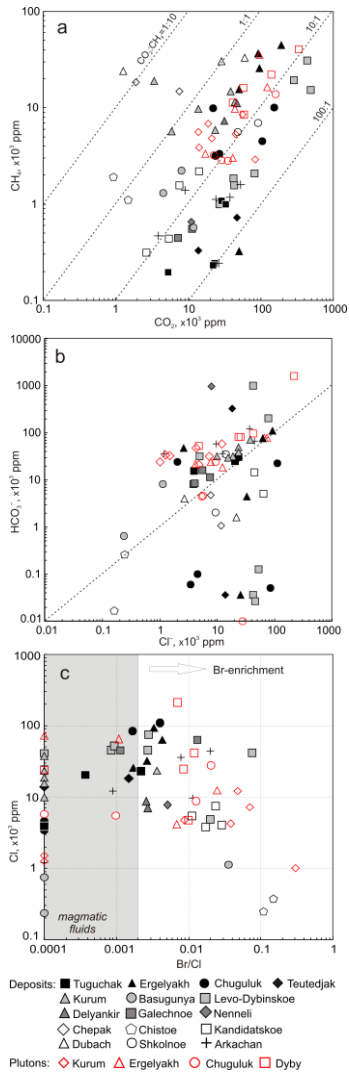 a
CO₂:CH₄=1:10
1:1
10:1
100:1
100
10
1
0.1
CH₄, x10³ ppm
0.1
1
10
100
1000
CO₂, x10³ ppm
b
10000
1000
100
10
1
0.1
0.01
HCO₃⁻, x10³ ppm
0.01
0.1
1
10
100
1000
Cl⁻, x10³ ppm
c
Br-enrichment
1000
100
10
1
0.1
Cl, x10³ ppm
magmatic
fluids
0.0001
0.001
0.01
0.1
1
Br/Cl
Deposits: Tuguchak Ergelyakh Chuguluk Teutedjak
Kurum Basugunya Levo-Dybinskoe
Delyankir Galechnoe Nenneli
Chepak Chistoe Kandidatskoe
Dubach Shkolnoe Arkachan
Plutons: Kurum Ergelyakh Chuguluk Dyby